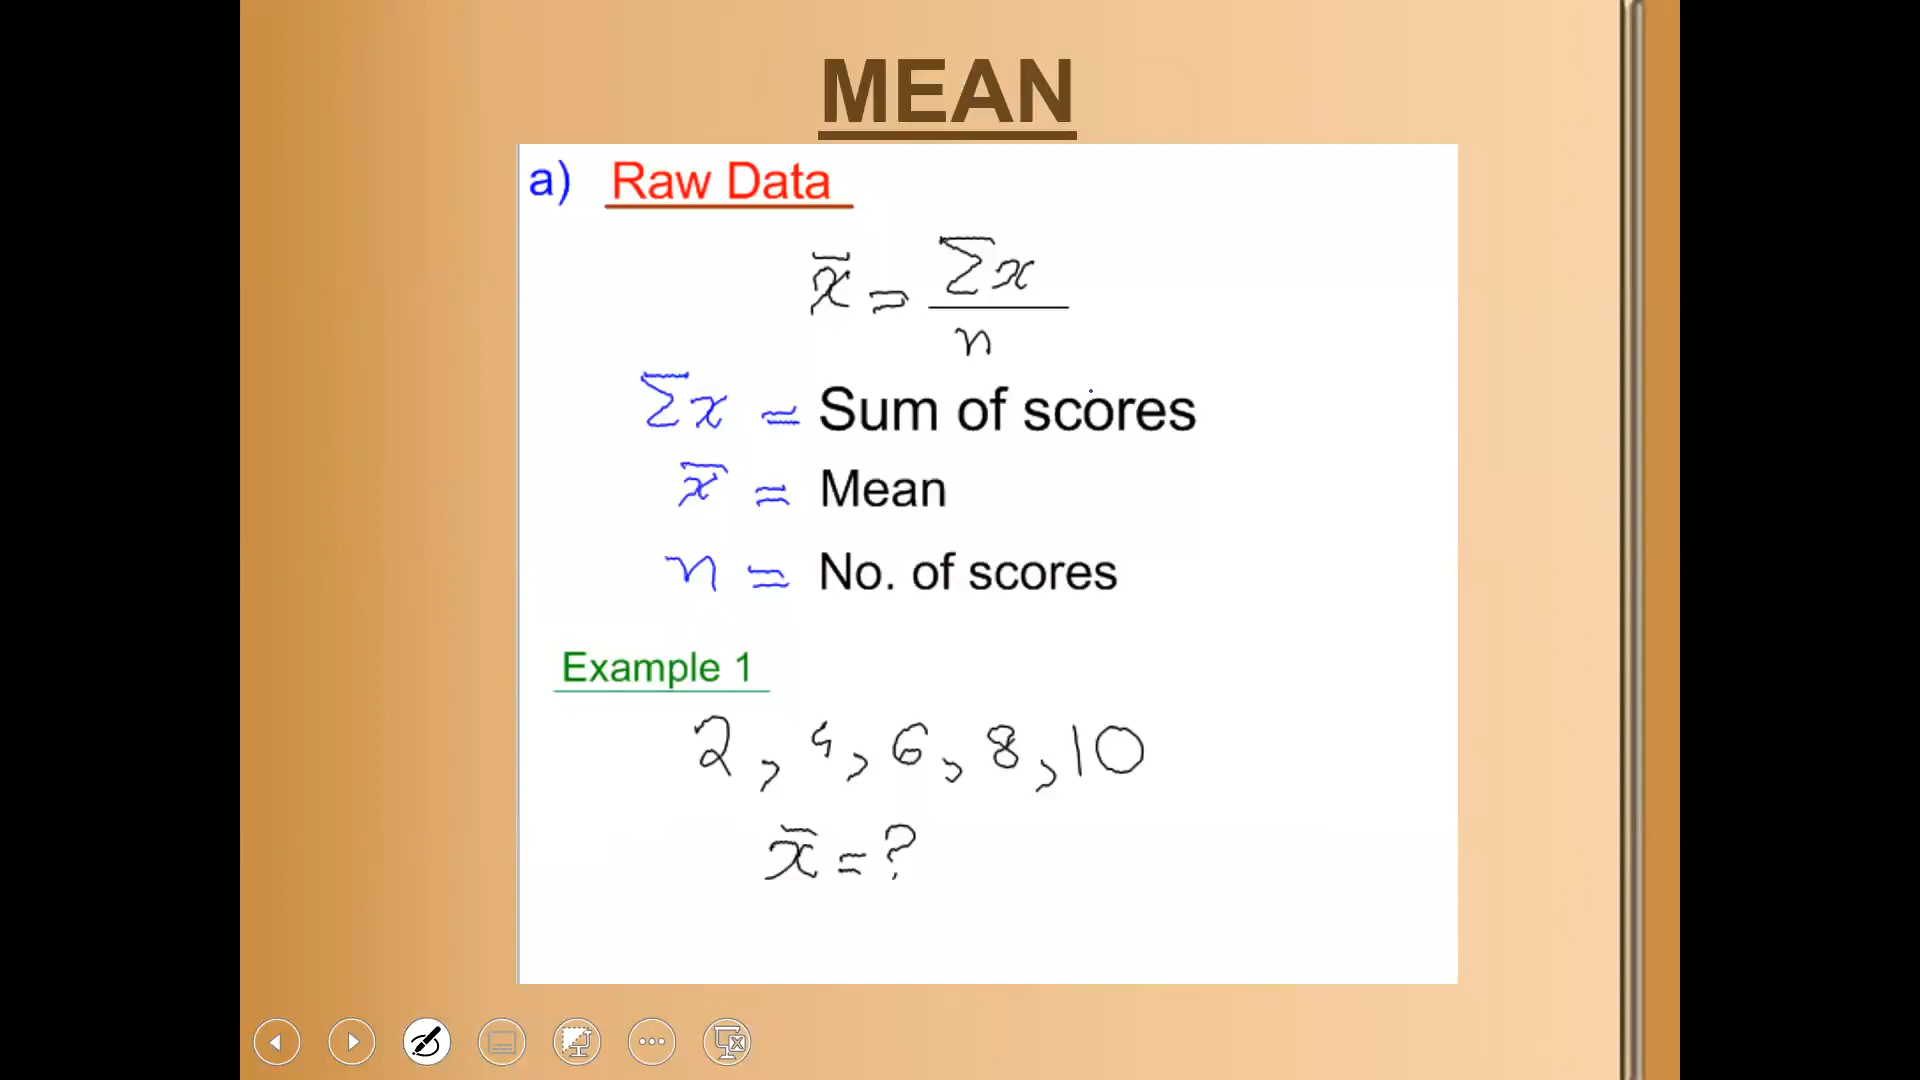 MEAN
a) Raw Data
x̄ = Σx / n
Σx = Sum of scores
x̄ = Mean
n = No. of scores
Example 1
2, 4, 6, 8, 10
x̄ = ?